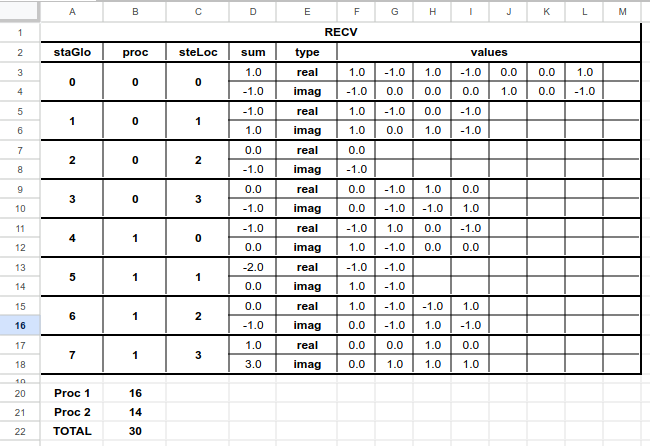 A B C D E F G H I J K L M
1 RECV
2 staGlo proc steLoc sum type values
3 0 0 0 1.0 real 1.0 -1.0 1.0 -1.0 0.0 0.0 1.0
4 -1.0 imag -1.0 0.0 0.0 0.0 1.0 0.0 -1.0
5 1 0 1 -1.0 real 1.0 -1.0 0.0 -1.0
6 1.0 imag 1.0 0.0 1.0 -1.0
7 2 0 2 0.0 real 0.0
8 -1.0 imag -1.0
9 3 0 3 0.0 real 0.0 -1.0 1.0 0.0
10 -1.0 imag 0.0 -1.0 -1.0 1.0
11 4 1 0 -1.0 real -1.0 1.0 0.0 -1.0
12 0.0 imag 1.0 -1.0 0.0 0.0
13 5 1 1 -2.0 real -1.0 -1.0
14 0.0 imag 1.0 -1.0
15 6 1 2 0.0 real 1.0 -1.0 -1.0 1.0
16 -1.0 imag 0.0 -1.0 1.0 -1.0
17 7 1 3 1.0 real 0.0 0.0 1.0 0.0
18 3.0 imag 0.0 1.0 1.0 1.0
19
20 Proc 1 16
21 Proc 2 14
22 TOTAL 30